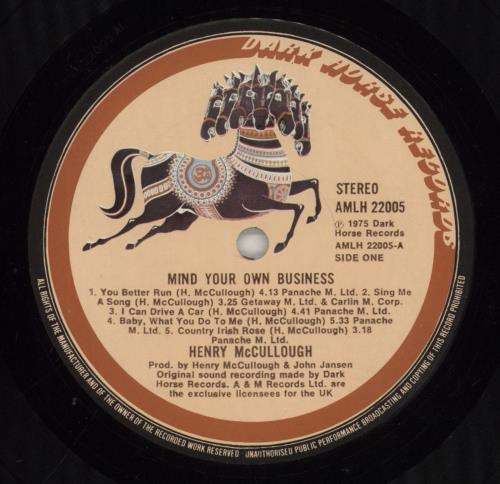 DARK HORSE RECORDS
STEREO
AMLH 22005
℗ 1975 Dark
Horse Records
AMLH 22005-A
SIDE ONE
MIND YOUR OWN BUSINESS
1. You Better Run (H. McCullough) 4.13 Panache M. Ltd. 2. Sing Me
A Song (H. McCullough) 3.25 Getaway M. Ltd. & Carlin M. Corp.
3. I Can Drive A Car (H. McCullough) 4.41 Panache M. Ltd.
4. Baby, What You Do To Me (H. McCullough) 5.33 Panache
M. Ltd. 5. Country Irish Rose (H. McCullough) 3.18
Panache M. Ltd.
HENRY McCULLOUGH
Prod. by Henry McCullough & John Jansen
Original sound recording made by Dark
Horse Records. A & M Records Ltd. are
the exclusive licensees for the UK
ALL RIGHTS OF THE MANUFACTURER AND OF THE OWNER OF THE RECORDED WORK RESERVED · UNAUTHORISED PUBLIC PERFORMANCE BROADCASTING AND COPYING OF THIS RECORD PROHIBITED